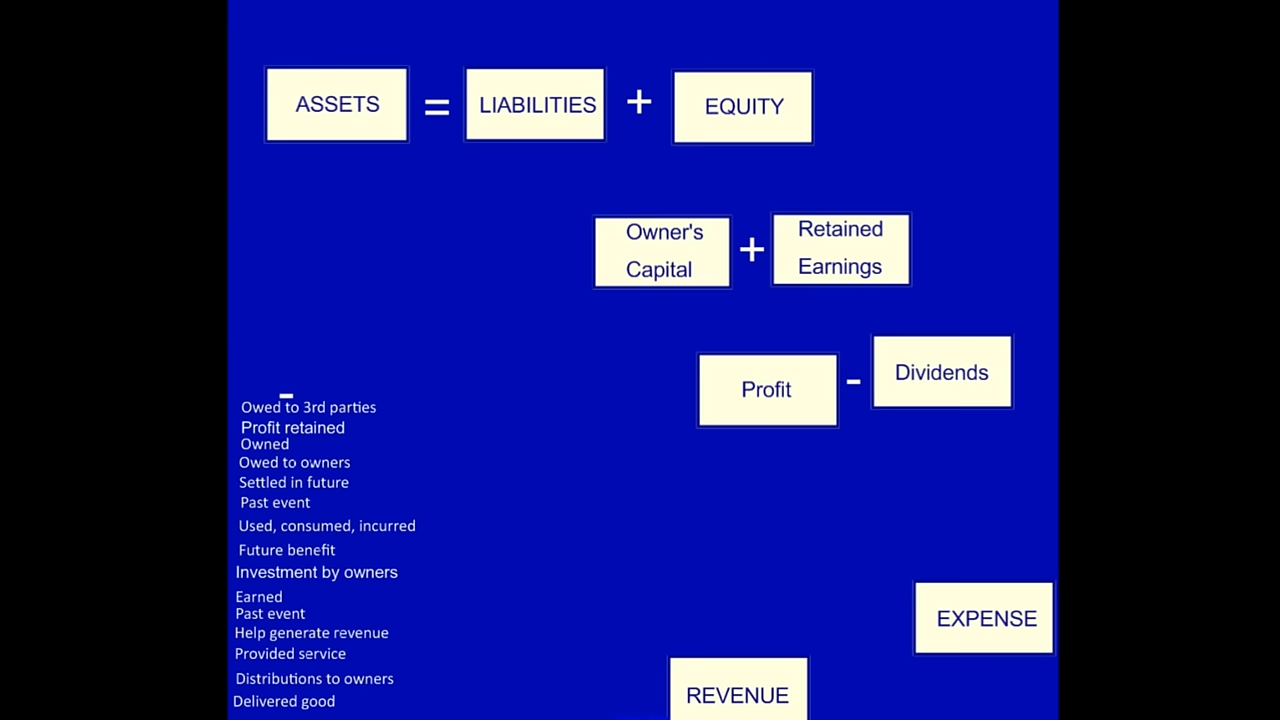 ASSETS = LIABILITIES + EQUITY
Owner's
Capital
+
Retained
Earnings
Profit - Dividends
-
Owed to 3rd parties
Profit retained
Owned
Owed to owners
Settled in future
Past event
Used, consumed, incurred
Future benefit
Investment by owners
Earned
Past event
Help generate revenue
Provided service
Distributions to owners
Delivered good
EXPENSE
REVENUE